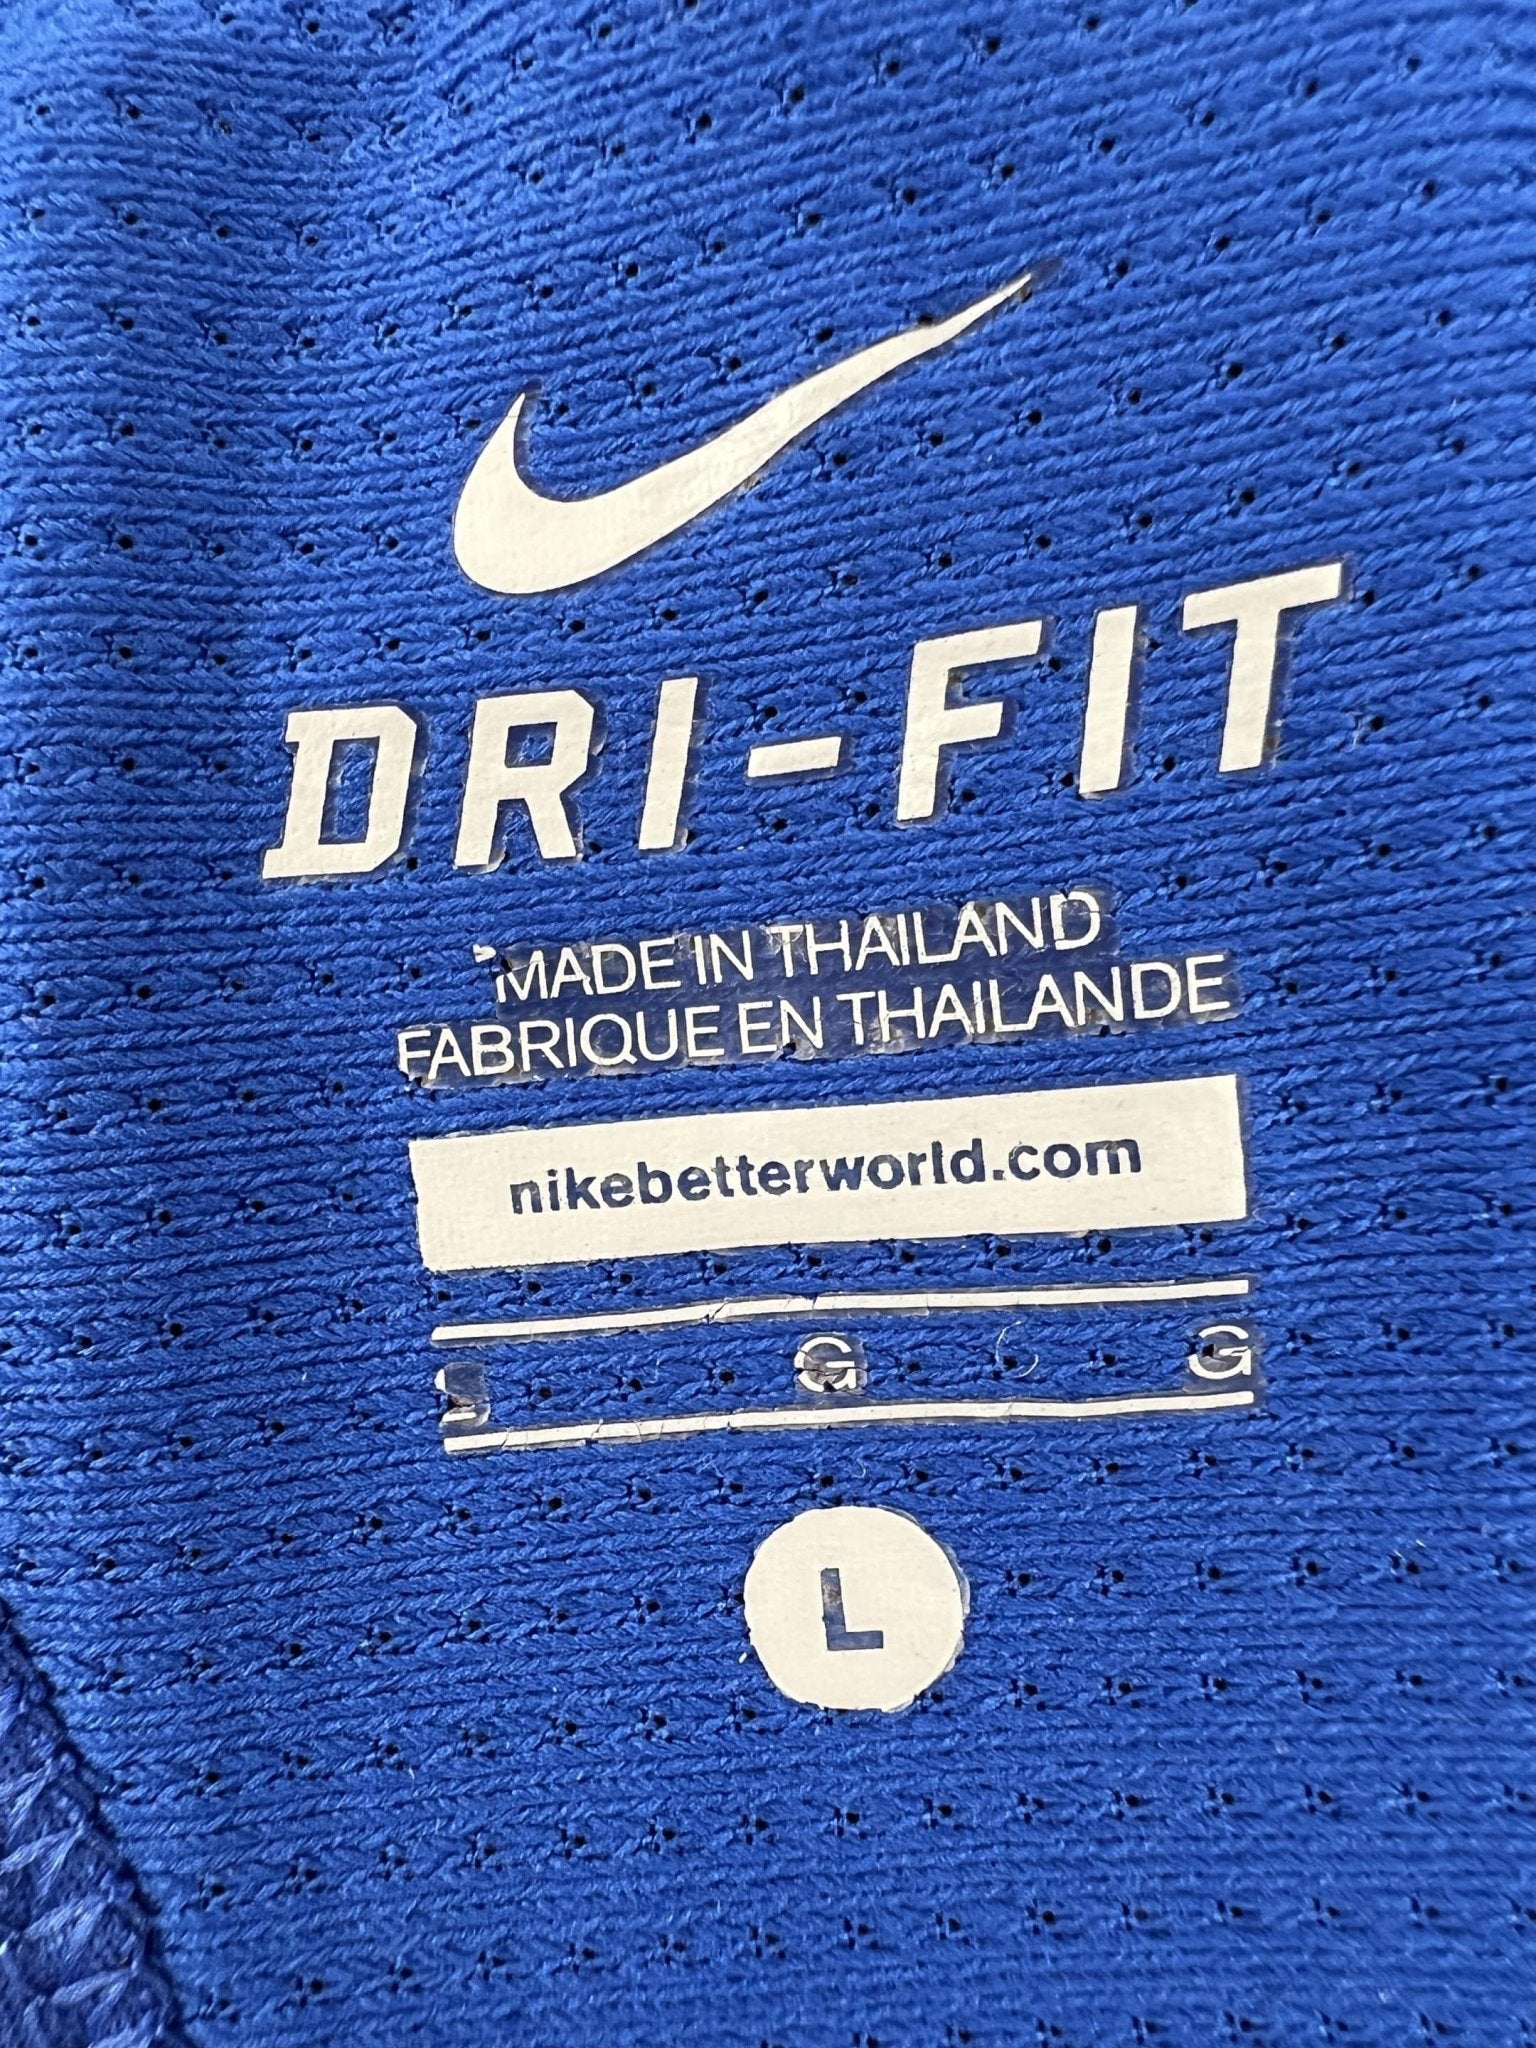 DRI-FIT
MADE IN THAILAND
FABRIQUE EN THAILANDE
nikebetterworld.com
G G
L